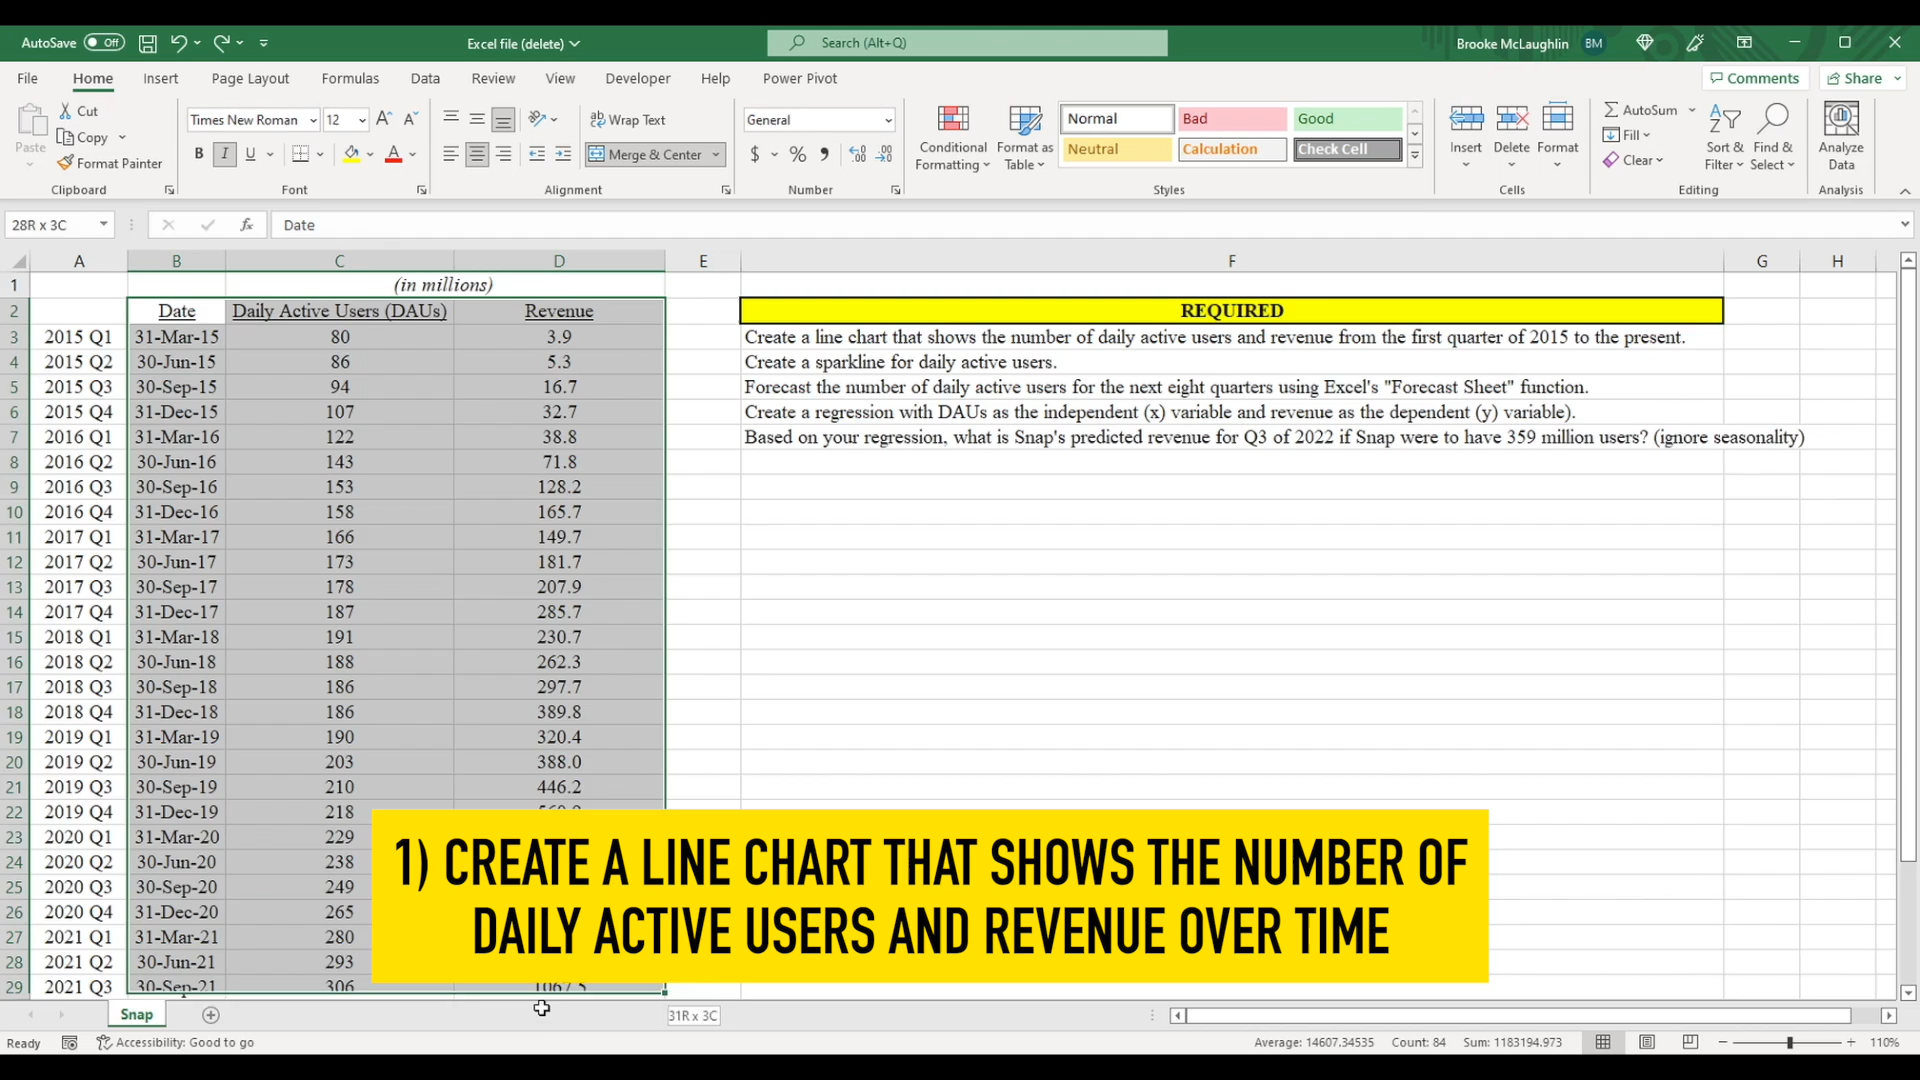 AutoSave Off Excel file (delete) Search (Alt+Q) Brooke McLaughlin BM
File Home Insert Page Layout Formulas Data Review View Developer Help Power Pivot Comments Share
Paste Cut Copy Format Painter Clipboard
Times New Roman 12 A A B I U A Font
Wrap Text Merge & Center Alignment
General $ % , Number
Conditional Formatting Format as Table Normal Bad Good Neutral Calculation Check Cell Styles
Insert Delete Format Cells
AutoSum Fill Clear Sort & Filter Find & Select Editing
Analyze Data Analysis
28R x 3C fx Date
A B C D E F G H
1 (in millions)
2 Date Daily Active Users (DAUs) Revenue REQUIRED
3 2015 Q1 31-Mar-15 80 3.9 Create a line chart that shows the number of daily active users and revenue from the first quarter of 2015 to the present.
4 2015 Q2 30-Jun-15 86 5.3 Create a sparkline for daily active users.
5 2015 Q3 30-Sep-15 94 16.7 Forecast the number of daily active users for the next eight quarters using Excel's "Forecast Sheet" function.
6 2015 Q4 31-Dec-15 107 32.7 Create a regression with DAUs as the independent (x) variable and revenue as the dependent (y) variable).
7 2016 Q1 31-Mar-16 122 38.8 Based on your regression, what is Snap's predicted revenue for Q3 of 2022 if Snap were to have 359 million users? (ignore seasonality)
8 2016 Q2 30-Jun-16 143 71.8
9 2016 Q3 30-Sep-16 153 128.2
10 2016 Q4 31-Dec-16 158 165.7
11 2017 Q1 31-Mar-17 166 149.7
12 2017 Q2 30-Jun-17 173 181.7
13 2017 Q3 30-Sep-17 178 207.9
14 2017 Q4 31-Dec-17 187 285.7
15 2018 Q1 31-Mar-18 191 230.7
16 2018 Q2 30-Jun-18 188 262.3
17 2018 Q3 30-Sep-18 186 297.7
18 2018 Q4 31-Dec-18 186 389.8
19 2019 Q1 31-Mar-19 190 320.4
20 2019 Q2 30-Jun-19 203 388.0
21 2019 Q3 30-Sep-19 210 446.2
22 2019 Q4 31-Dec-19 218
23 2020 Q1 31-Mar-20 229
24 2020 Q2 30-Jun-20 238
25 2020 Q3 30-Sep-20 249
26 2020 Q4 31-Dec-20 265
27 2021 Q1 31-Mar-21 280
28 2021 Q2 30-Jun-21 293
29 2021 Q3 30-Sep-21 306 1067.5
1) CREATE A LINE CHART THAT SHOWS THE NUMBER OF
DAILY ACTIVE USERS AND REVENUE OVER TIME
Snap 31R x 3C
Ready Accessibility: Good to go Average: 14607.34535 Count: 84 Sum: 1183194.973 110%